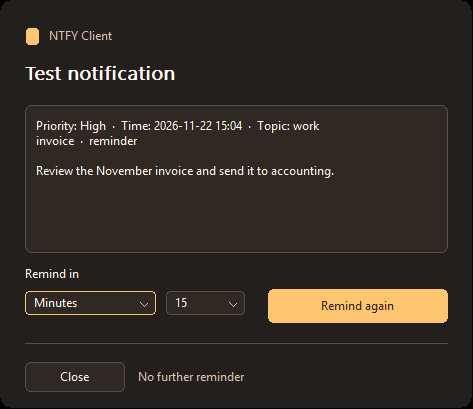 NTFY Client
Test notification
Priority: High · Time: 2026-11-22 15:04 · Topic: work
invoice · reminder
Review the November invoice and send it to accounting.
Remind in
Minutes 15 Remind again
Close No further reminder